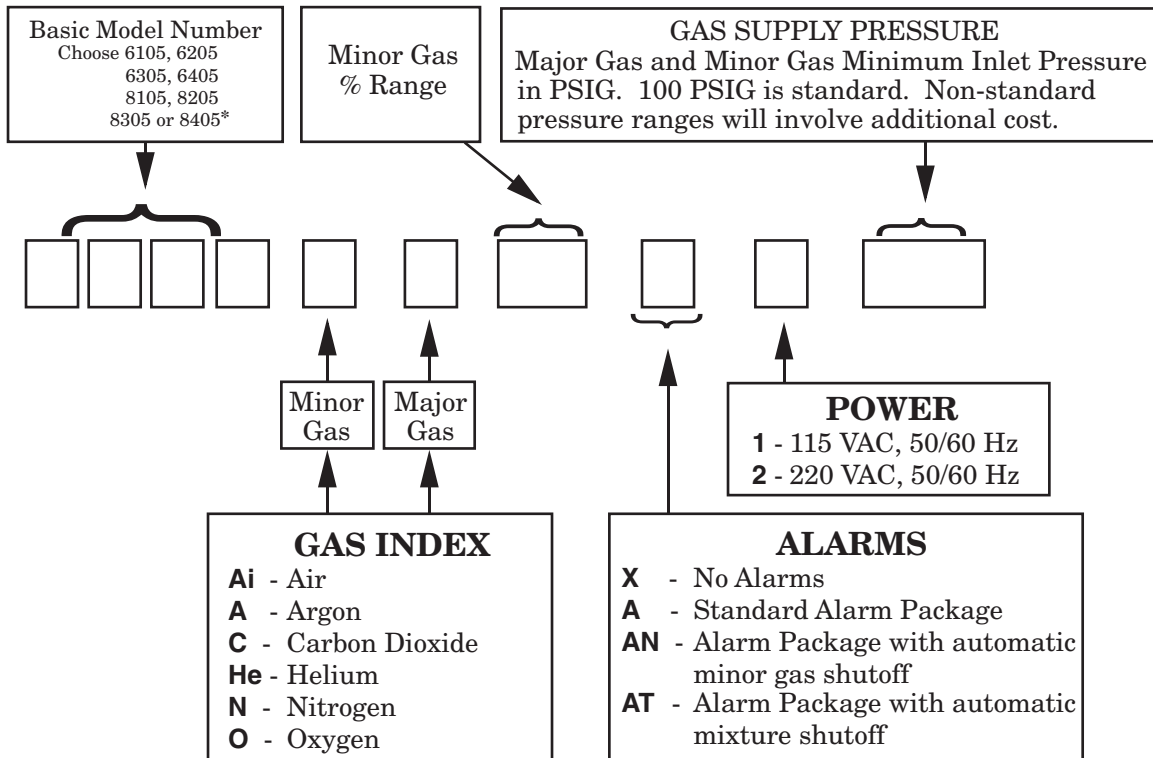 Basic Model Number
Choose 6105, 6205
6305, 6405
8105, 8205
8305 or 8405*
Minor Gas
% Range
GAS SUPPLY PRESSURE
Major Gas and Minor Gas Minimum Inlet Pressure
in PSIG. 100 PSIG is standard. Non-standard
pressure ranges will involve additional cost.
Minor
Gas
Major
Gas
POWER
1 - 115 VAC, 50/60 Hz
2 - 220 VAC, 50/60 Hz
GAS INDEX
Ai - Air
A - Argon
C - Carbon Dioxide
He - Helium
N - Nitrogen
O - Oxygen
ALARMS
X - No Alarms
A - Standard Alarm Package
AN - Alarm Package with automatic
minor gas shutoff
AT - Alarm Package with automatic
mixture shutoff